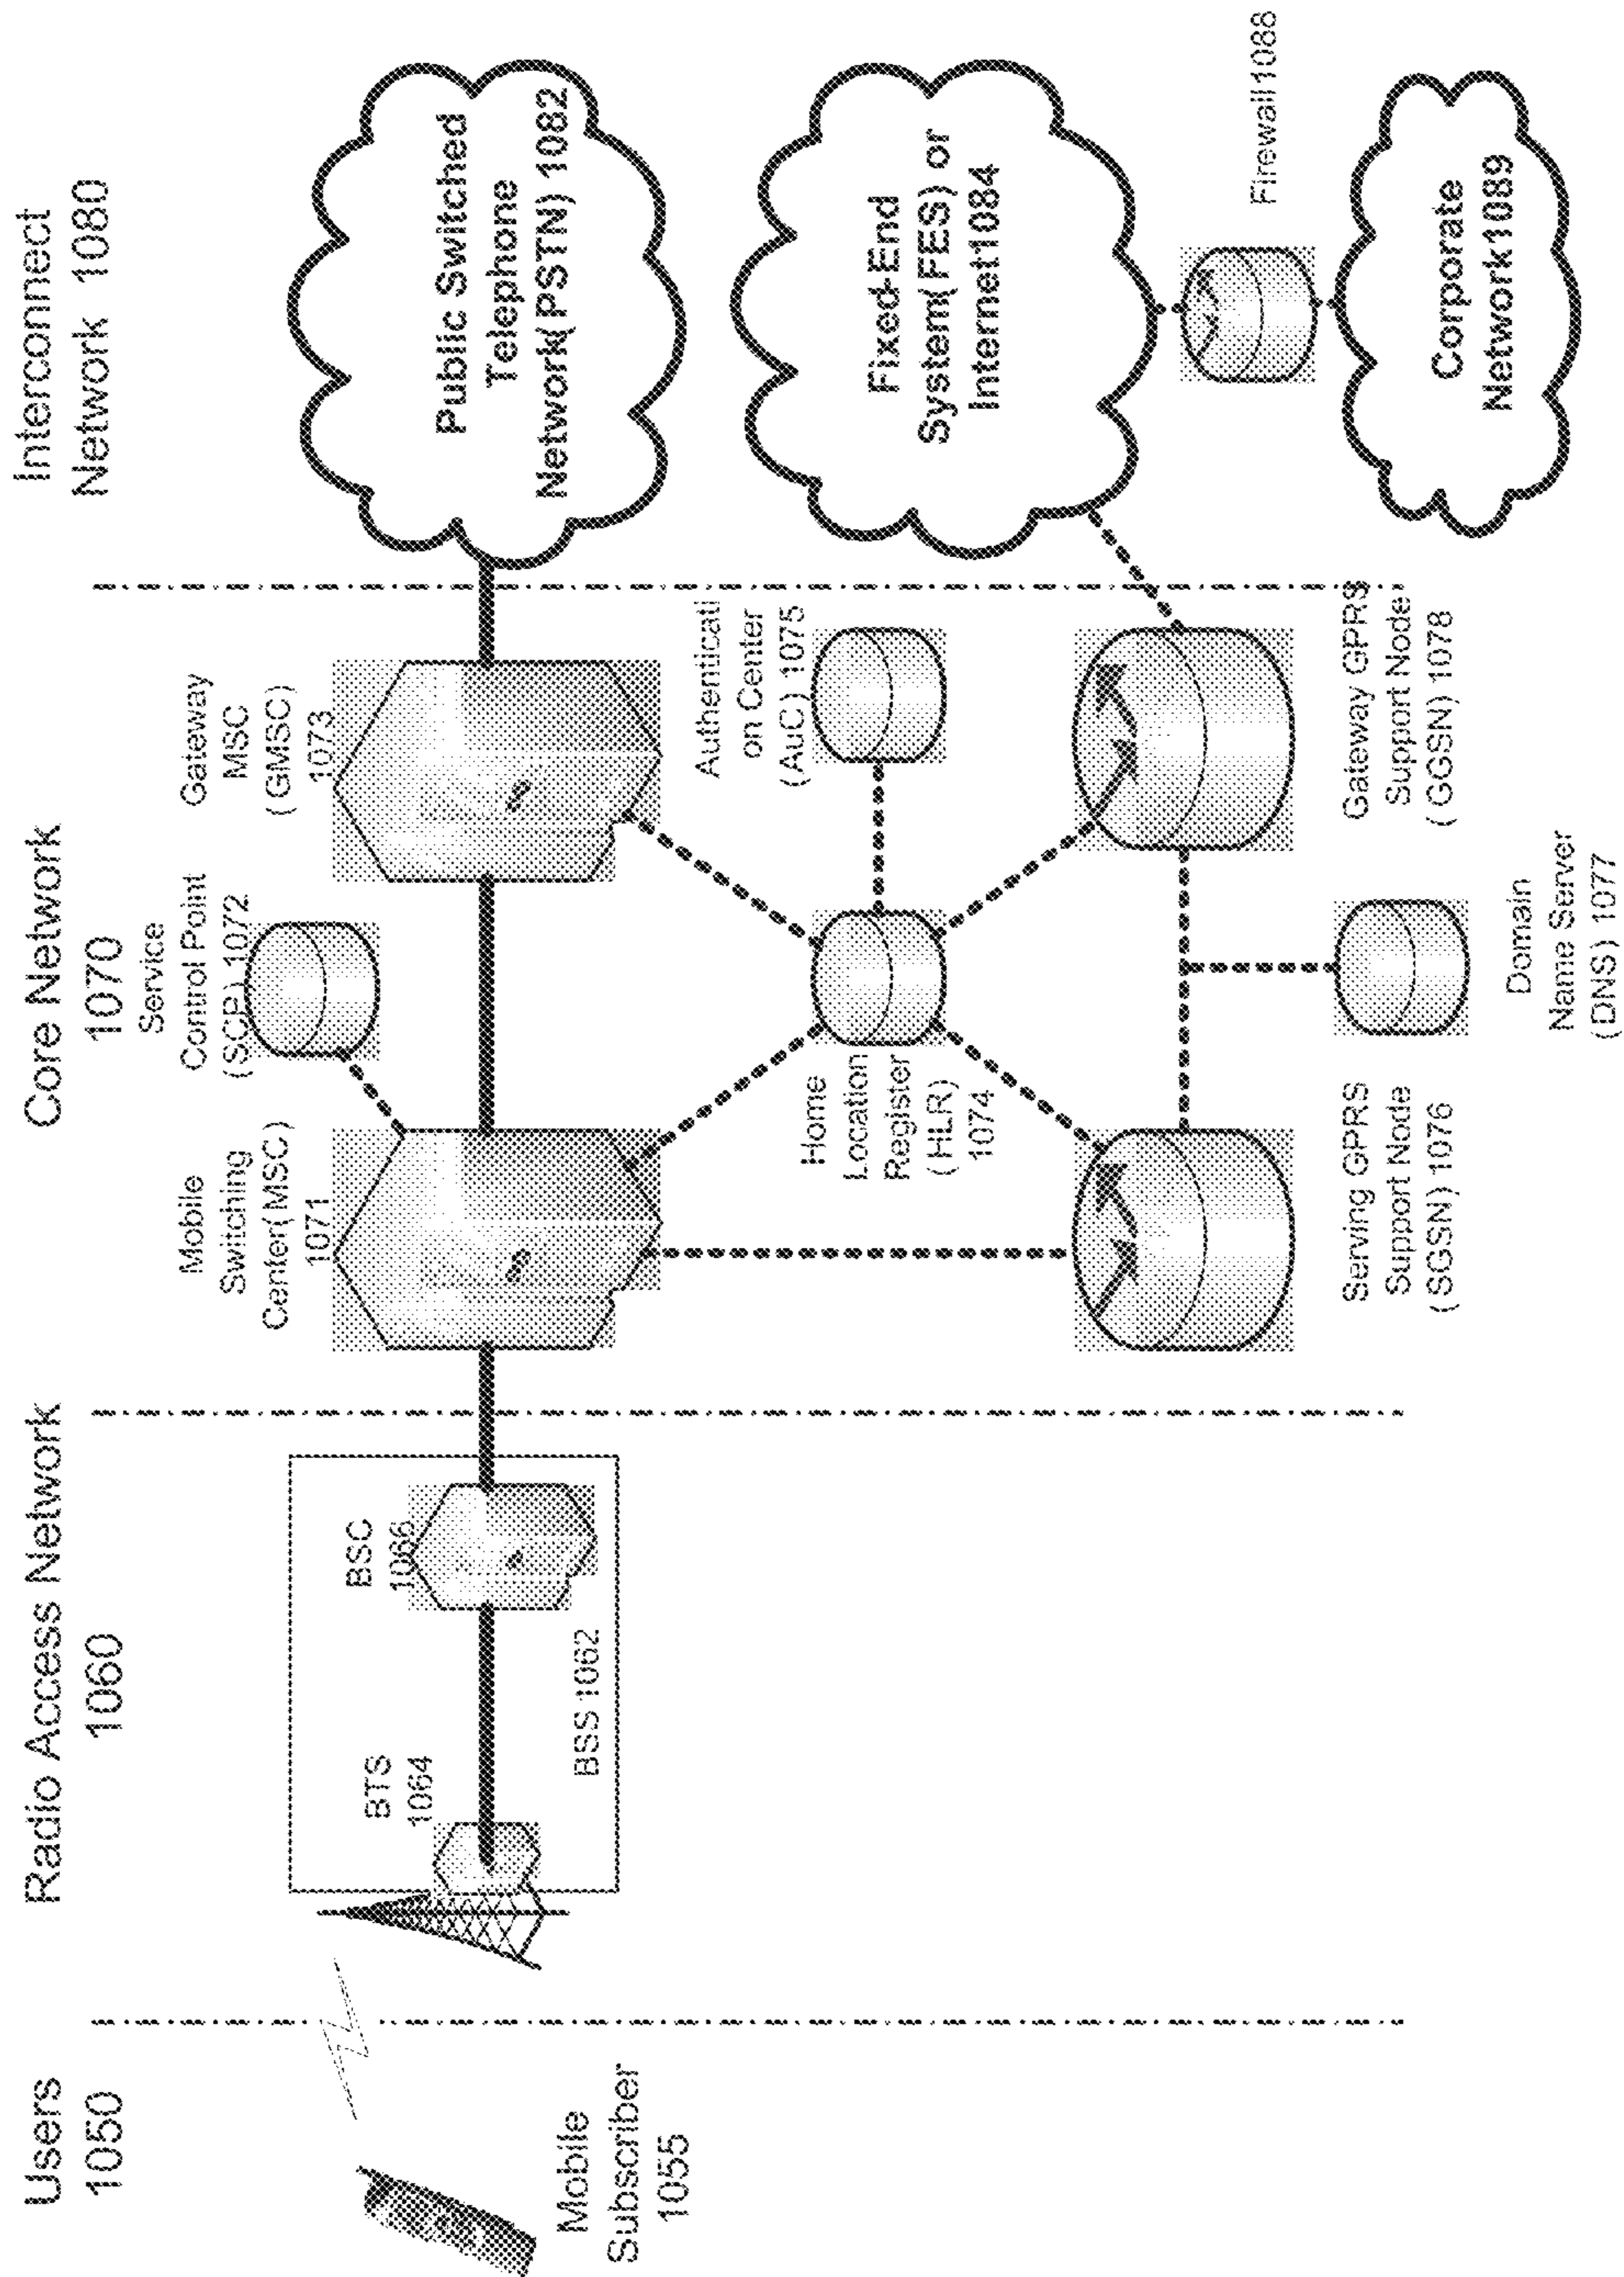 Users
1050
Radio Access Network
1060
Core Network
1070
Interconnect
Network 1080
Mobile
Subscriber
1055
BTS
1064
BSC
1066
BSS 1062
Mobile
Switching
Center(MSC)
1071
Service
Control Point
(SCP) 1072
Gateway
MSC
(GMSC)
1073
Home
Location
Register
(HLR)
1074
Authenticati
on Center
(AuC) 1075
Serving GPRS
Support Node
(SGSN) 1076
Domain
Name Server
(DNS) 1077
Gateway GPRS
Support Node
(GGSN) 1078
Public Switched
Telephone
Network(PSTN) 1082
Fixed-End
System(FES) or
Internet1084
Firewall1088
Corporate
Network1089